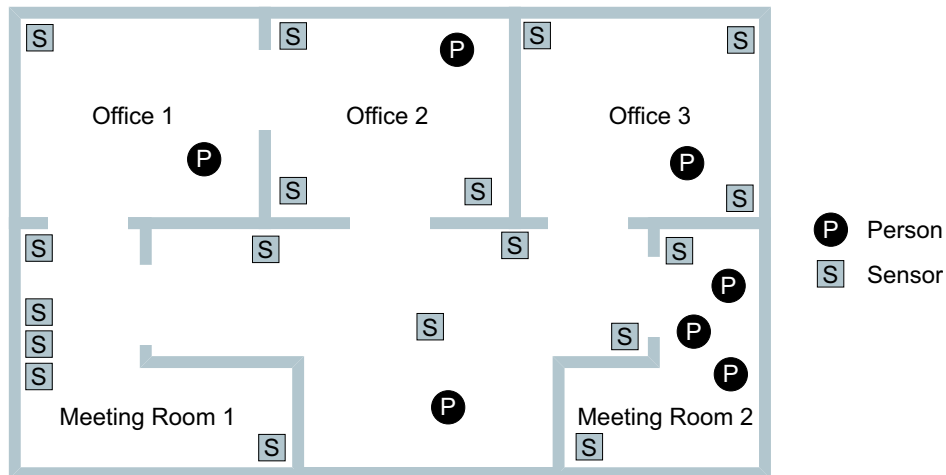 S S S S
P
Office 1 Office 2 Office 3
P P
S S S
S S S S
P Person
P
S Sensor
S
S S P
S
S P
P
Meeting Room 1 Meeting Room 2
S S